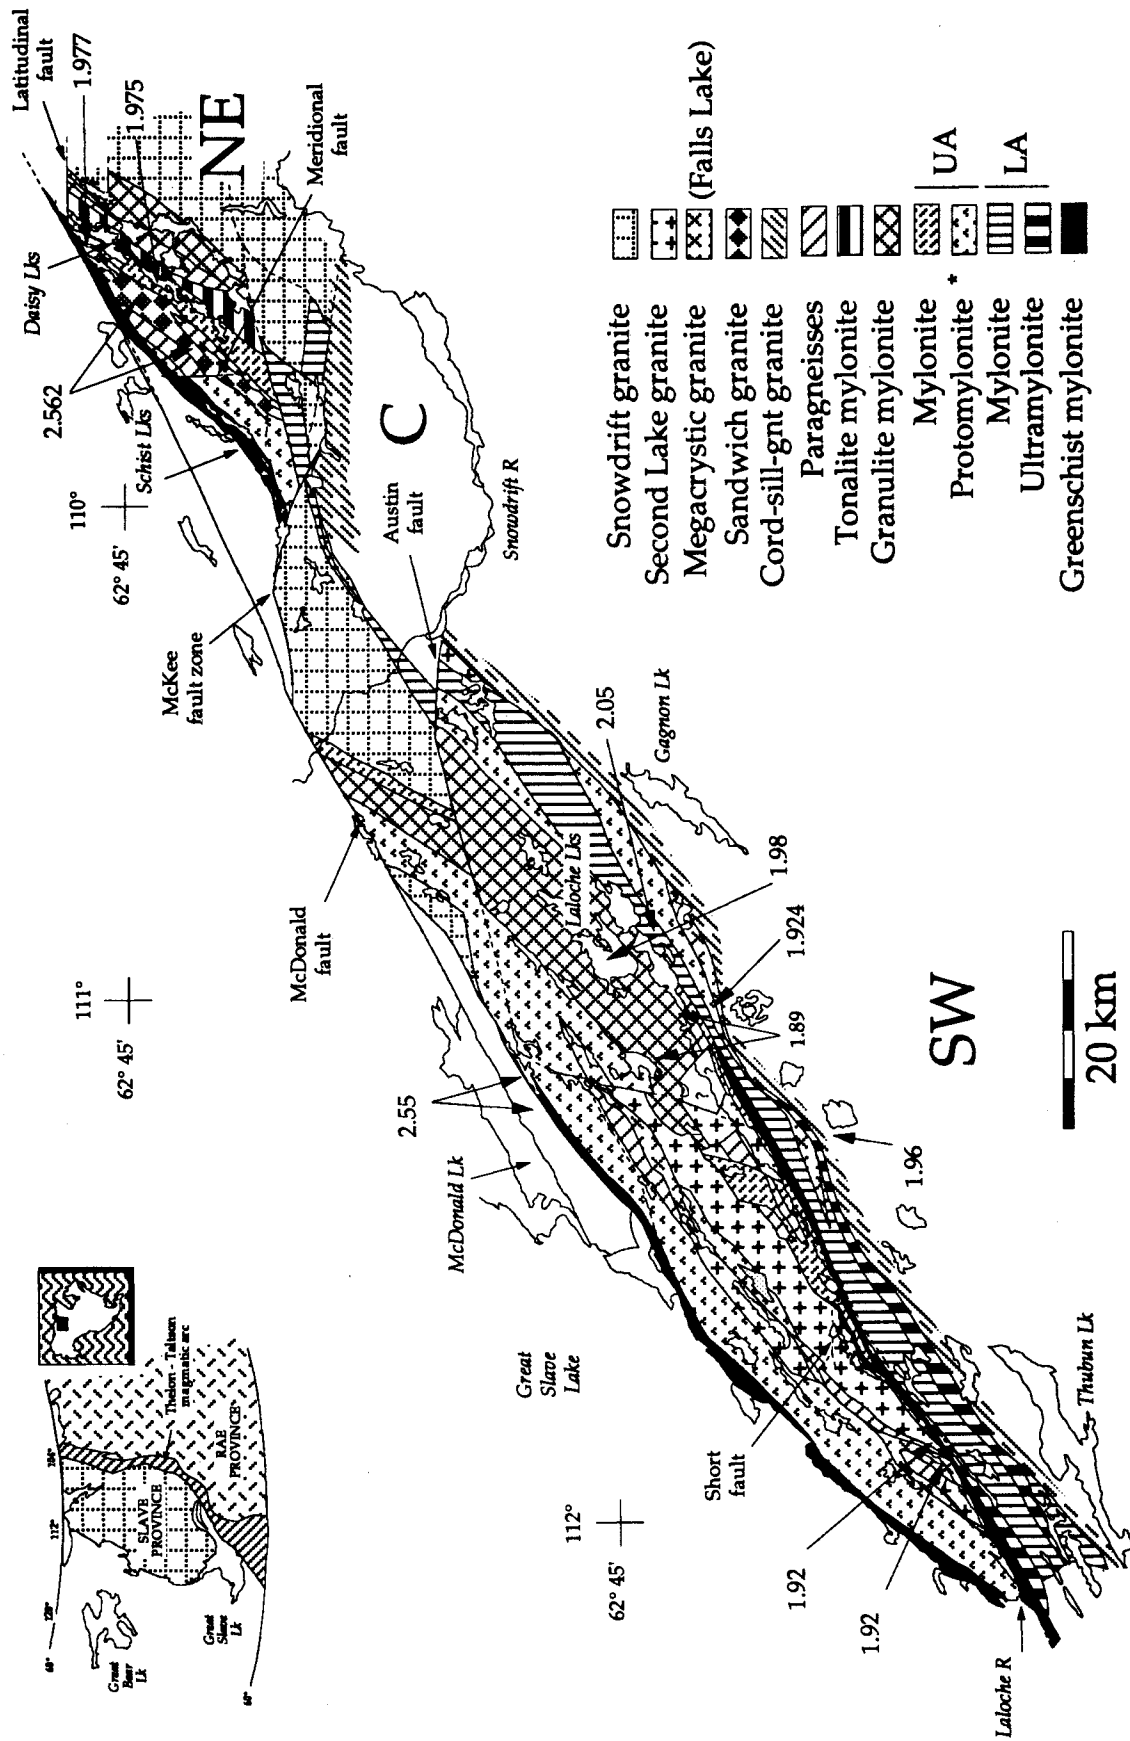 Latitudinal
fault
1.977
1.975
NE
Meridional
fault
Daisy Lks
2.562
Schist Lks
110°
62° 45'
McKee
fault zone
C
Austin
fault
Snowdrift R
McDonald
fault
111°
62° 45'
2.05
Gagnon Lk
Laloche Lks
1.98
1.924
1.89
2.55
McDonald Lk
SW
1.96
20 km
Great
Slave
Lake
Short
fault
112°
62° 45'
1.92
1.92
Thubun Lk
Laloche R
Snowdrift granite
Second Lake granite
Megacrystic granite (Falls Lake)
Sandwich granite
Cord-sill-gnt granite
Paragneisses
Tonalite mylonite
Granulite mylonite
Mylonite
UA
Protomylonite *
Mylonite
LA
Ultramylonite
Greenschist mylonite
Thelon - Taltson
magmatic arc
RAE
PROVINCE
SLAVE
PROVINCE
104°
112°
120°
68°
60°
Great
Bear
Lk
Great
Slave
Lk
?